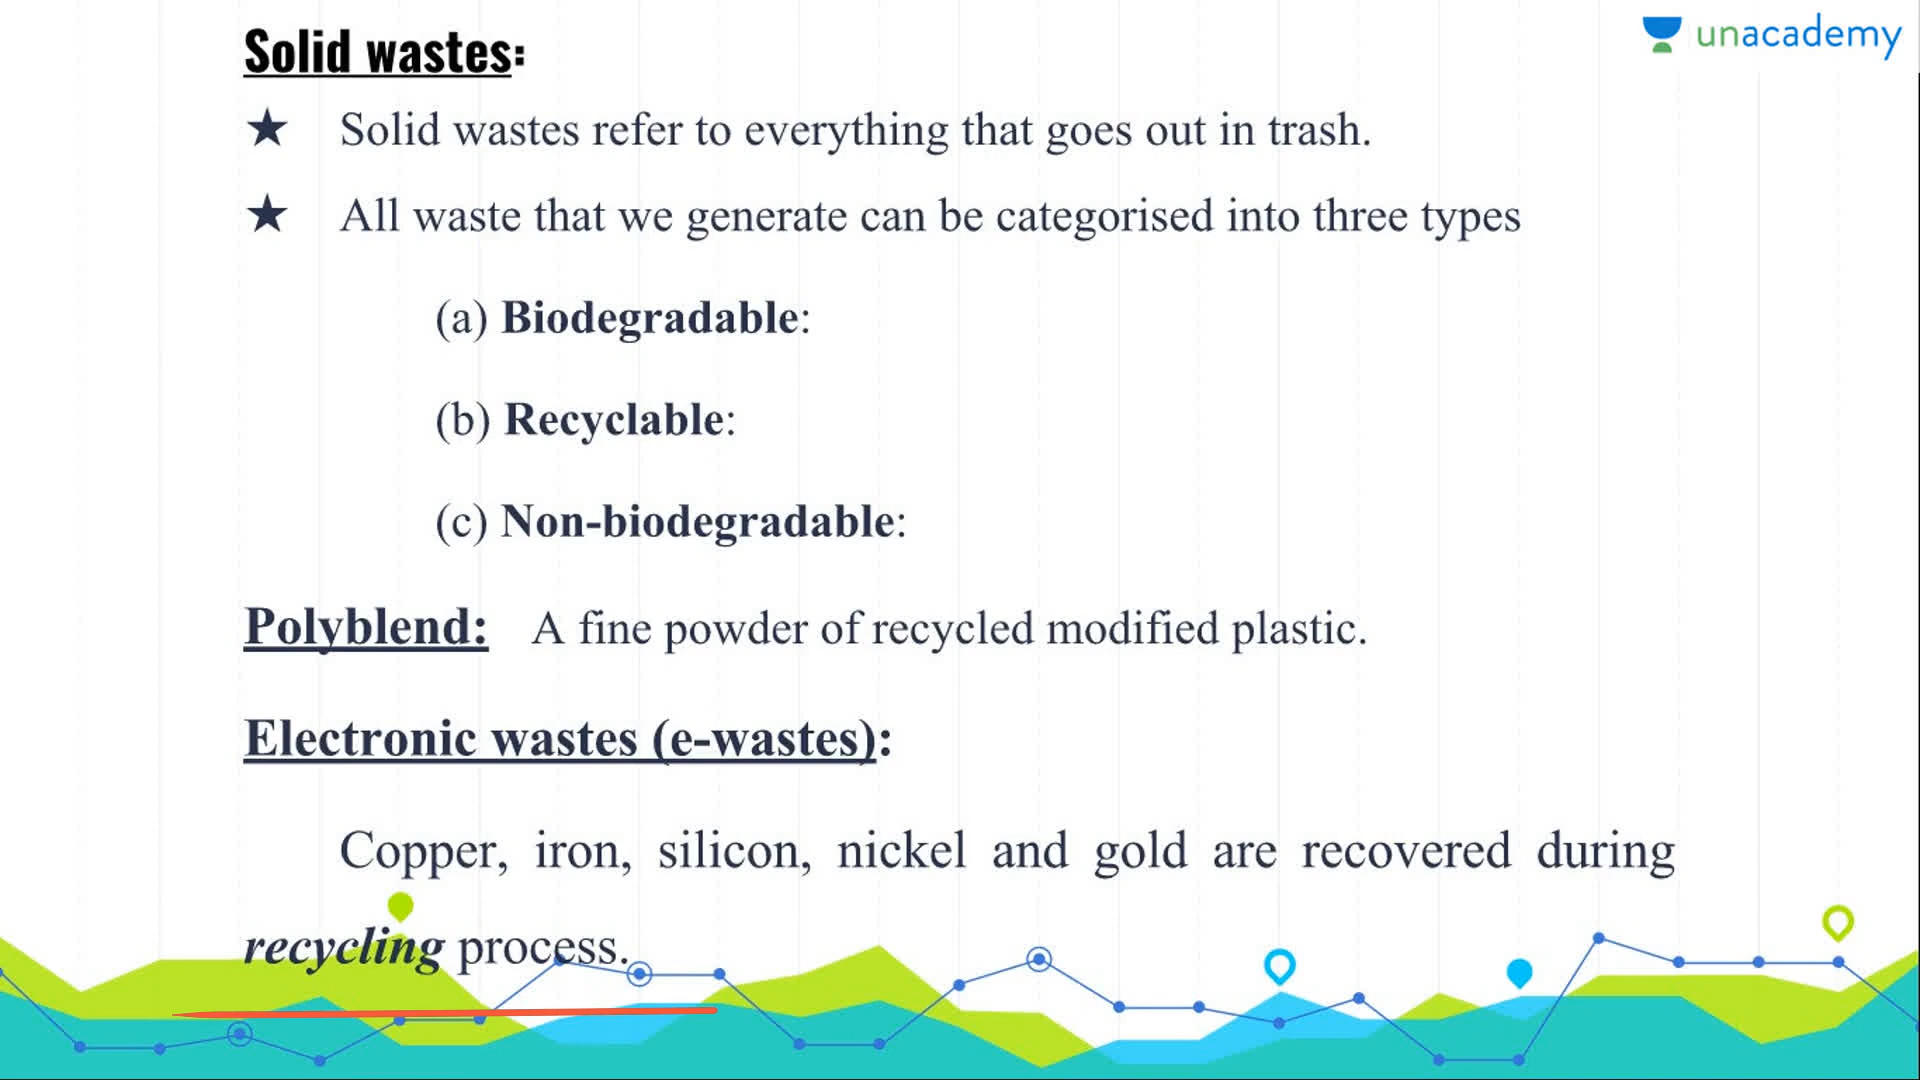 unacademy
Solid wastes:
★ Solid wastes refer to everything that goes out in trash.
★ All waste that we generate can be categorised into three types
(a) Biodegradable:
(b) Recyclable:
(c) Non-biodegradable:
Polyblend: A fine powder of recycled modified plastic.
Electronic wastes (e-wastes):
Copper, iron, silicon, nickel and gold are recovered during
recycling process.